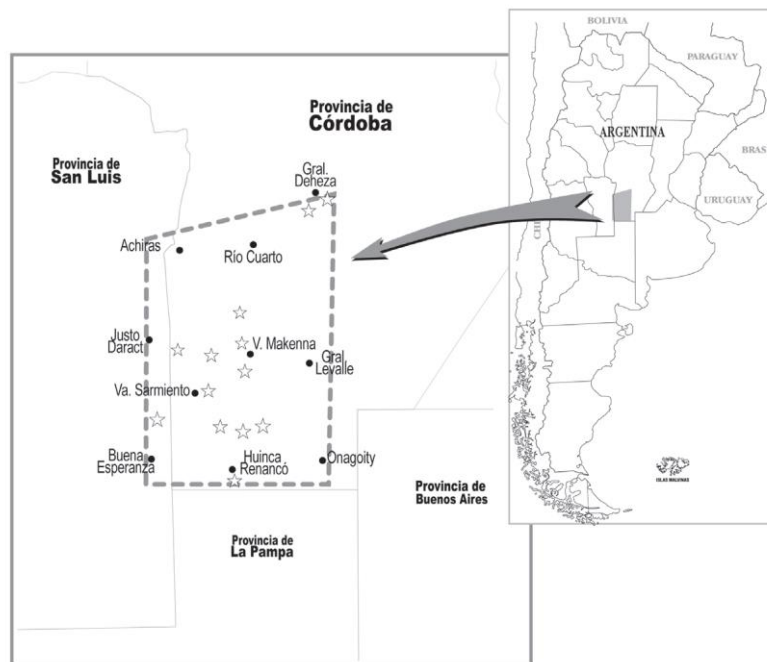 Provincia de
Córdoba
Provincia de
San Luis
Gral.
Deheza
Achiras
Río Cuarto
Justo
Daract
V. Makenna
Gral.
Levalle
Va. Sarmiento
Buena
Esperanza
Huinca
Renancó
Onagoity
Provincia de
Buenos Aires
Provincia de
La Pampa
BOLIVIA
PARAGUAY
ARGENTINA
BRAS
URUGUAY
CHI
ISLAS MALVINAS